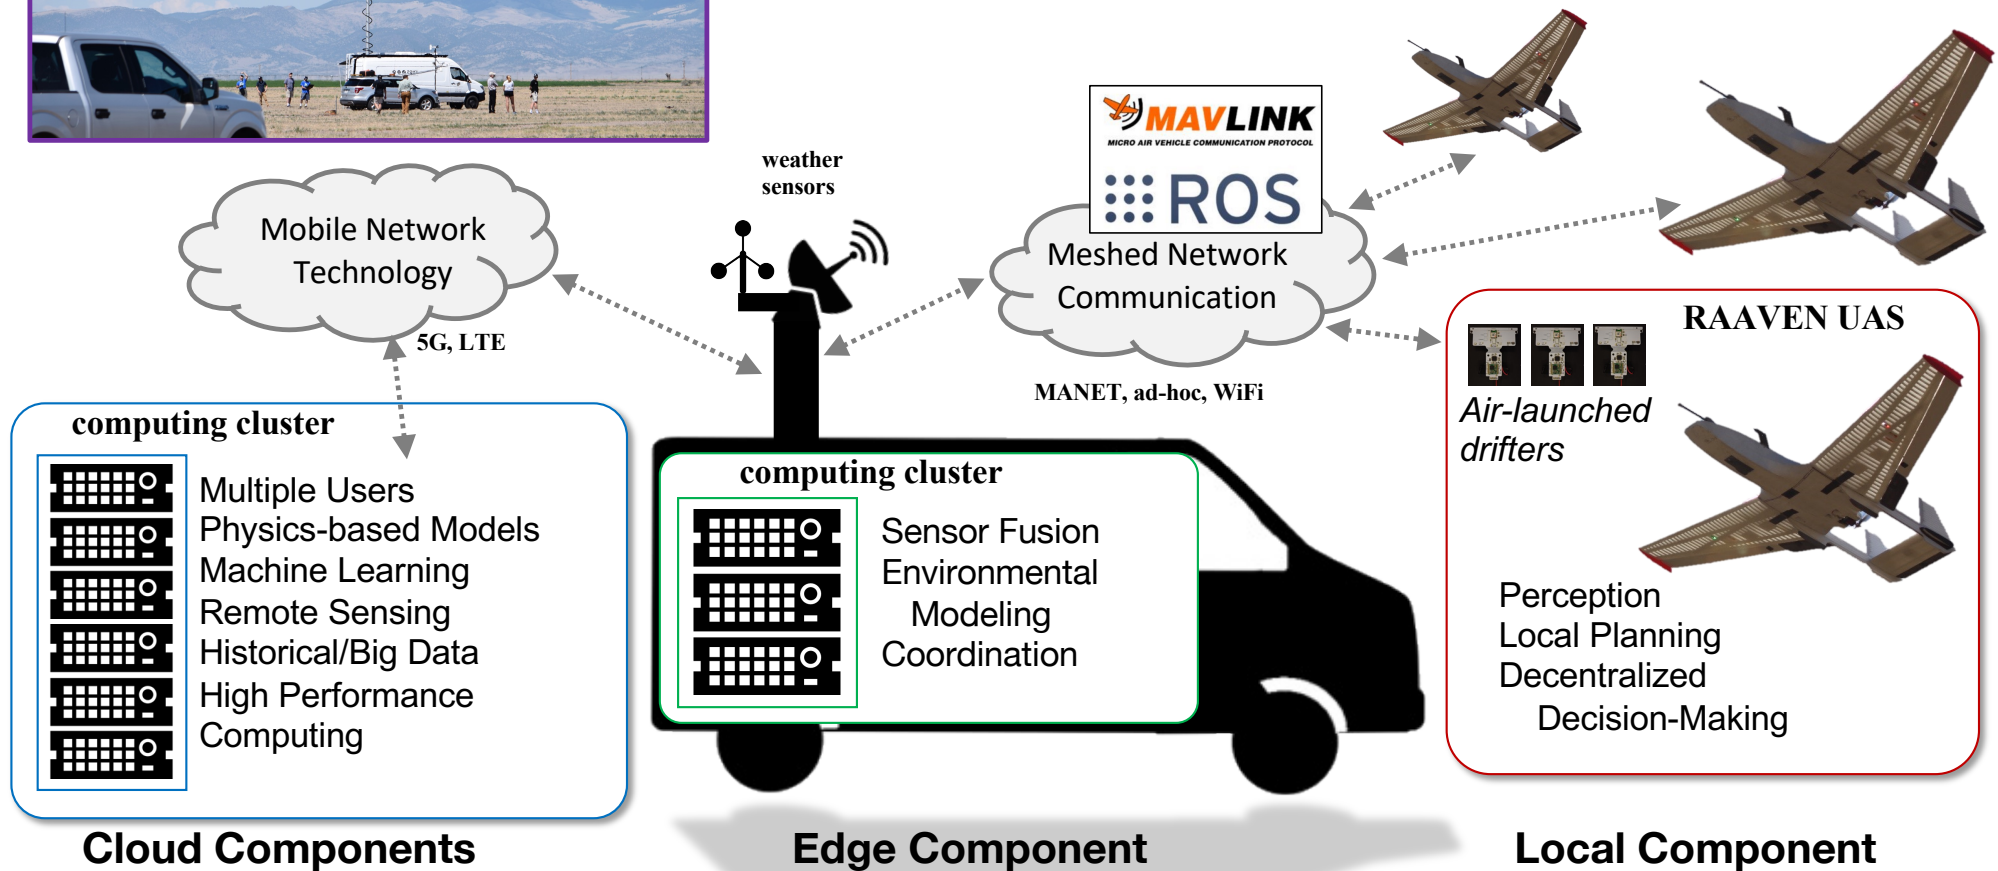 weather
sensors
MAVLINK
MICRO AIR VEHICLE COMMUNICATION PROTOCOL
ROS
Mobile Network
Technology
5G, LTE
Meshed Network
Communication
MANET, ad-hoc, WiFi
computing cluster
Multiple Users
Physics-based Models
Machine Learning
Remote Sensing
Historical/Big Data
High Performance
Computing
computing cluster
Sensor Fusion
Environmental
Modeling
Coordination
RAAVEN UAS
Air-launched
drifters
Perception
Local Planning
Decentralized
Decision-Making
Cloud Components
Edge Component
Local Component